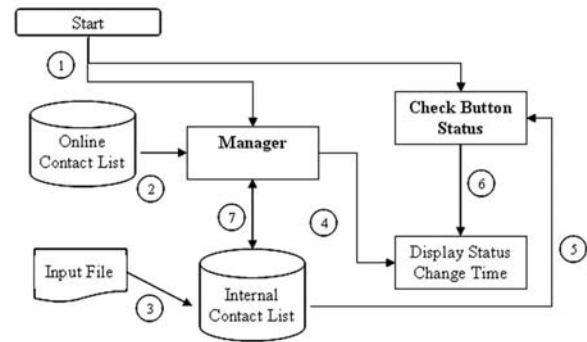 Start
1
Check Button
Status
Online
Contact List
Manager
2
6
7
4
5
Input File
Display Status
Change Time
3
Internal
Contact List